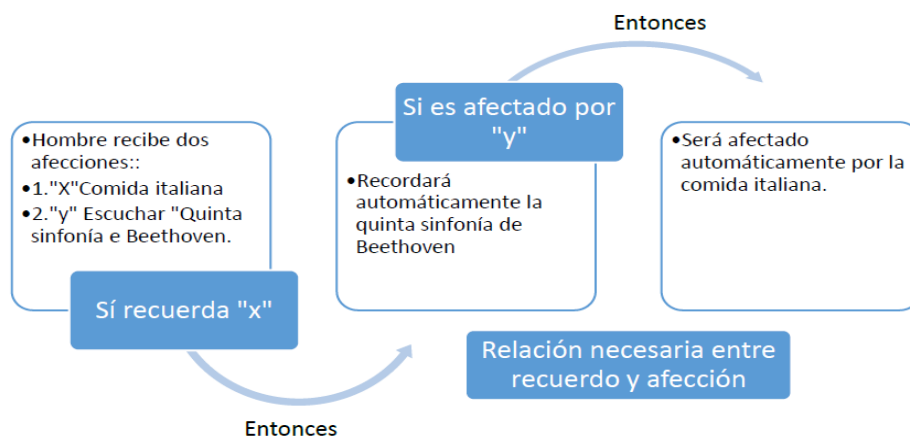 •Hombre recibe dos
afecciones::
•1."X"Comida italiana
•2."y" Escuchar "Quinta
sinfonía e Beethoven.
Sí recuerda "x"
Entonces
Si es afectado por
"y"
•Recordará
automáticamente la
quinta sinfonía de
Beethoven
Entonces
•Será afectado
automáticamente por la
comida italiana.
Relación necesaria entre
recuerdo y afección